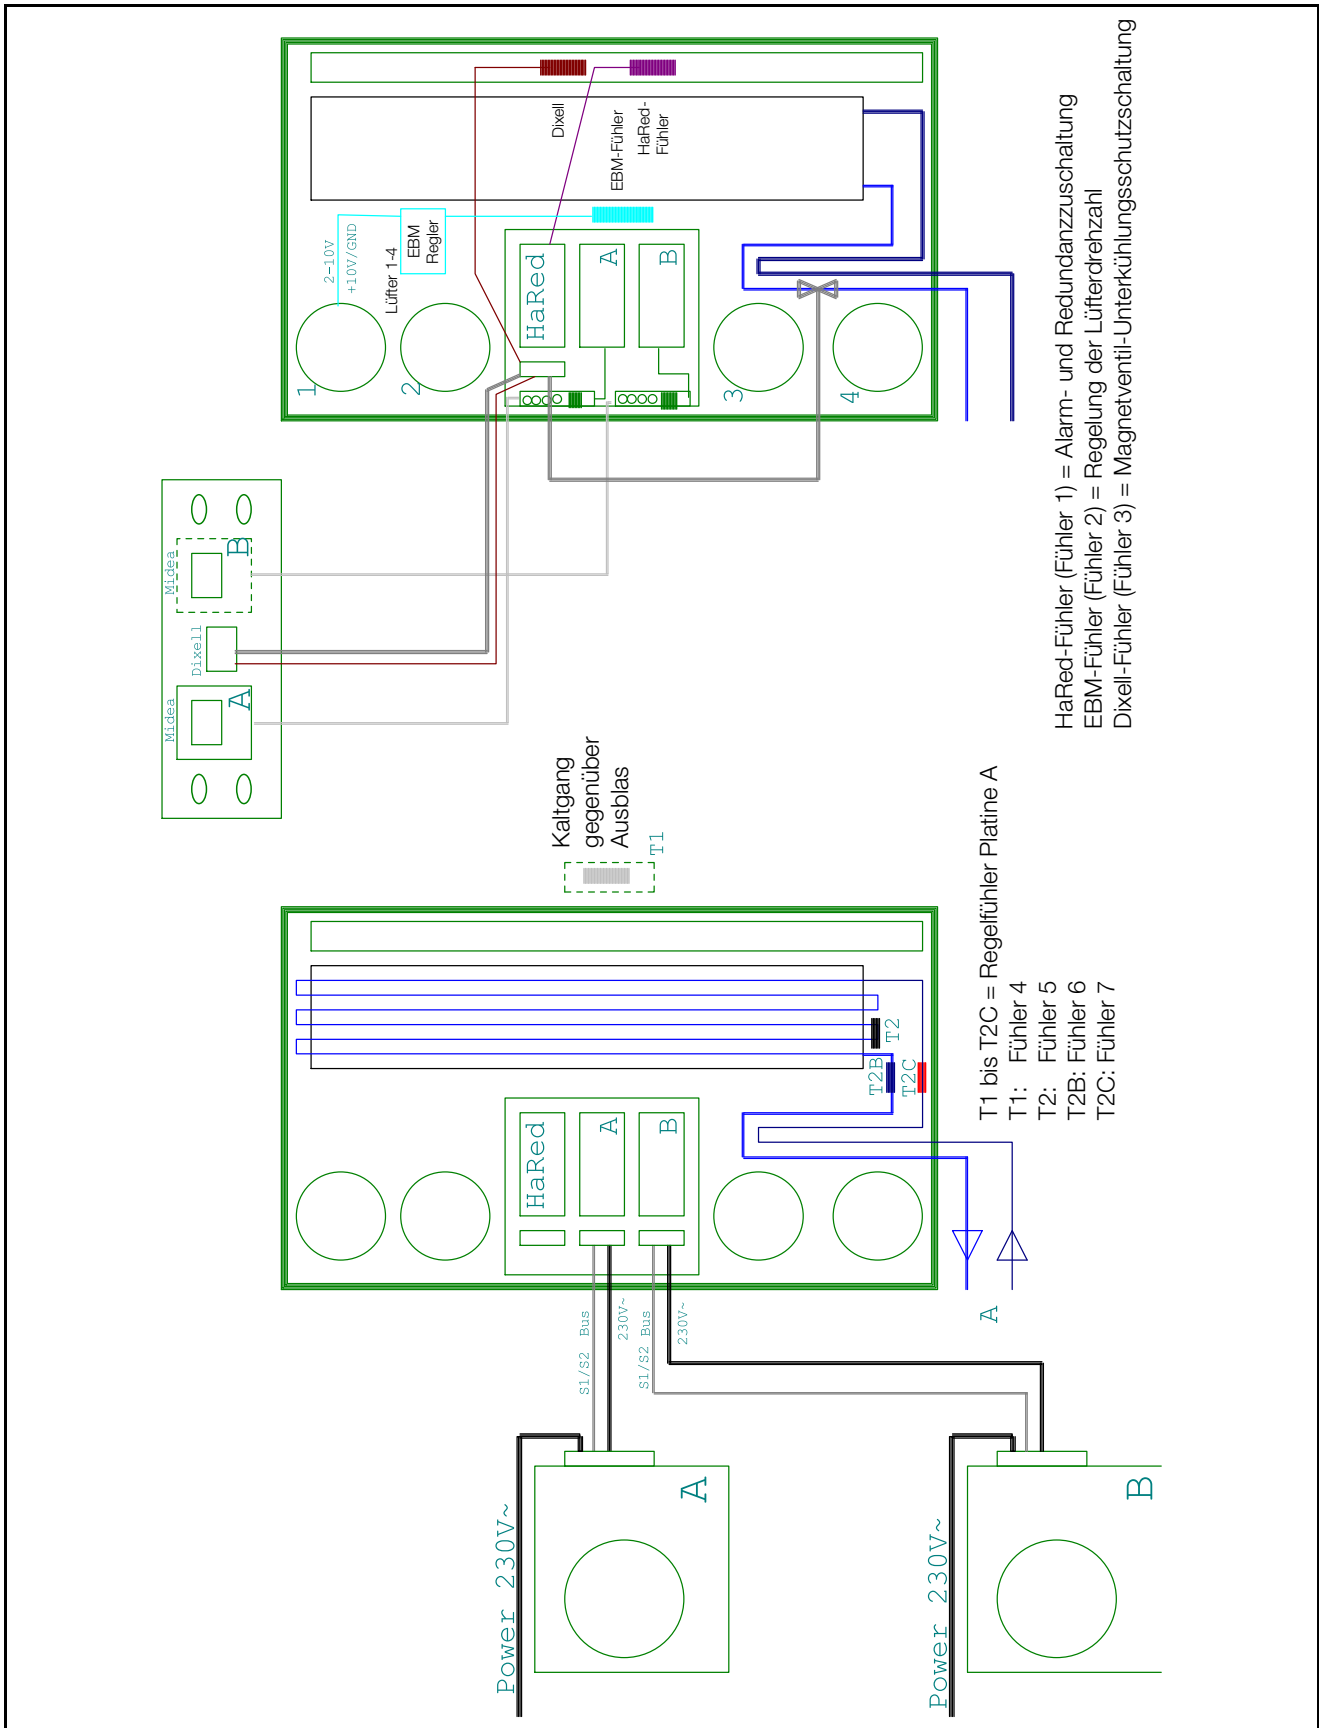 Power 230V~
A
Power 230V~
B
S1/S2 Bus
230V~
S1/S2 Bus
230V~
HaRed
A
B
T2
T2B
T2C
A
T1 bis T2C = Regelfühler Platine A
T1: Fühler 4
T2: Fühler 5
T2B: Fühler 6
T2C: Fühler 7
Kaltgang
gegenüber
Ausblas
T1
Midea
A
Dixell
Midea
B
1
2
3
4
2-10V
+10V/GND
Lüfter 1-4
EBM
Regler
HaRed
A
B
Dixell
EBM-Fühler
HaRed-
Fühler
HaRed-Fühler (Fühler 1) = Alarm- und Redundanzzuschaltung
EBM-Fühler (Fühler 2) = Regelung der Lüfterdrehzahl
Dixell-Fühler (Fühler 3) = Magnetventil-Unterkühlungsschutzschaltung